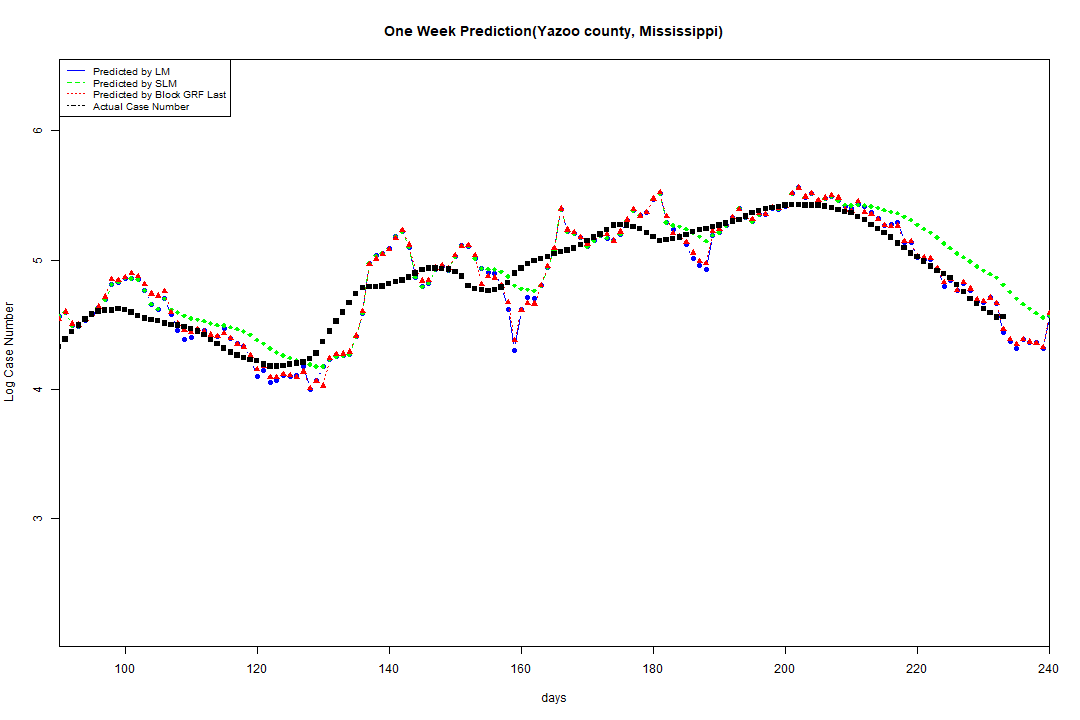 One Week Prediction(Yazoo county, Mississippi)
Predicted by LM
Predicted by SLM
Predicted by Block GRF Last
Actual Case Number
6
5
4
3
Log Case Number
100 120 140 160 180 200 220 240
days